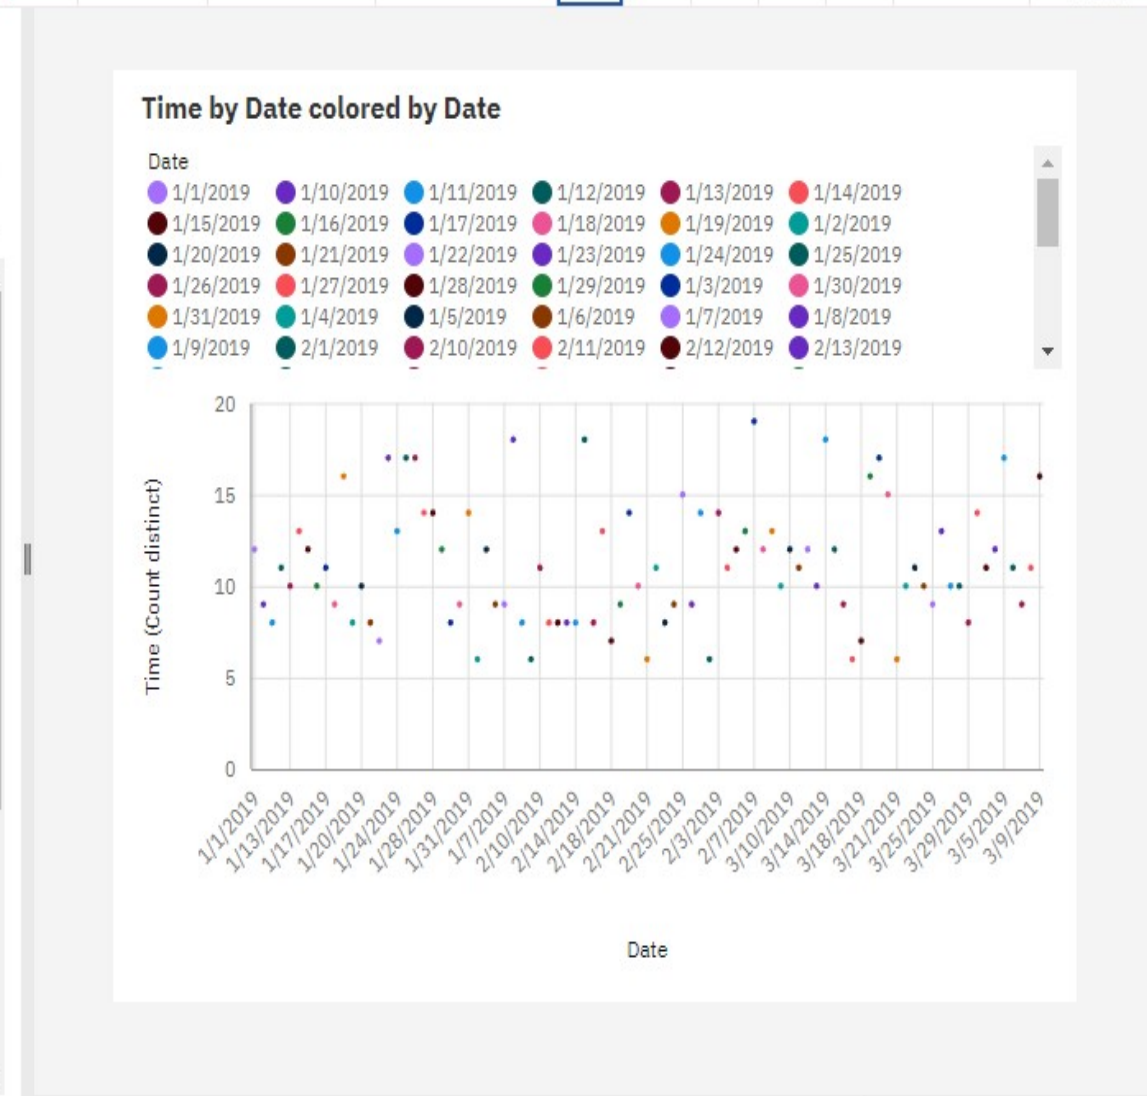 Time by Date colored by Date
Date
1/1/2019 1/10/2019 1/11/2019 1/12/2019 1/13/2019 1/14/2019
1/15/2019 1/16/2019 1/17/2019 1/18/2019 1/19/2019 1/2/2019
1/20/2019 1/21/2019 1/22/2019 1/23/2019 1/24/2019 1/25/2019
1/26/2019 1/27/2019 1/28/2019 1/29/2019 1/3/2019 1/30/2019
1/31/2019 1/4/2019 1/5/2019 1/6/2019 1/7/2019 1/8/2019
1/9/2019 2/1/2019 2/10/2019 2/11/2019 2/12/2019 2/13/2019
Time (Count distinct)
20
15
10
5
0
1/1/2019 1/13/2019 1/17/2019 1/20/2019 1/24/2019 1/28/2019 1/31/2019 1/7/2019 2/10/2019 2/14/2019 2/18/2019 2/21/2019 2/25/2019 2/3/2019 2/7/2019 3/10/2019 3/14/2019 3/18/2019 3/21/2019 3/25/2019 3/29/2019 3/5/2019 3/9/2019
Date